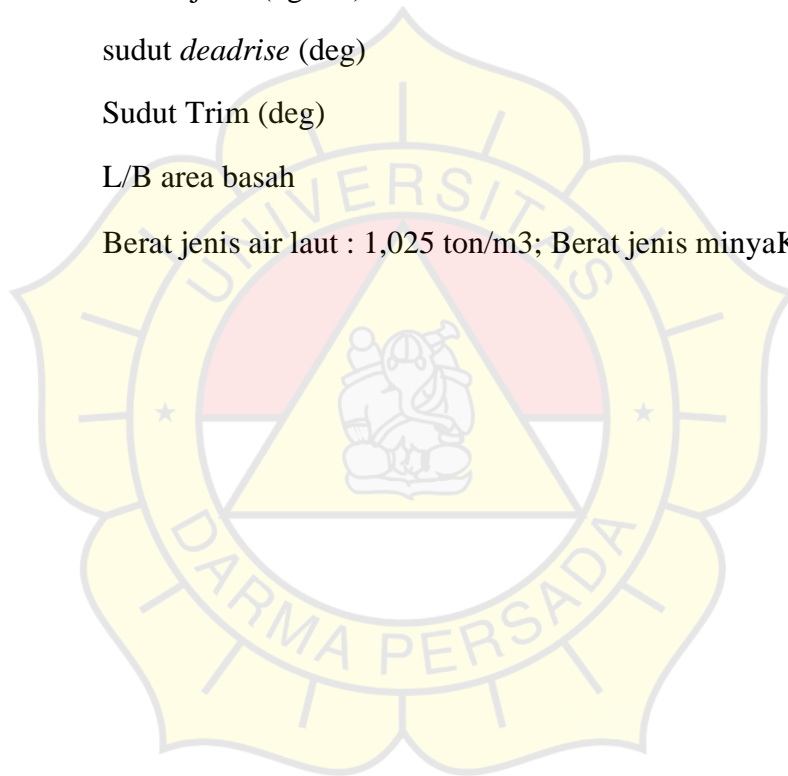 sudut deadrise (deg)
Sudut Trim (deg)
L/B area basah
Berat jenis air laut : 1,025 ton/m3; Berat jenis minyaK
UNIVERSITAS
DARMA PERSADA